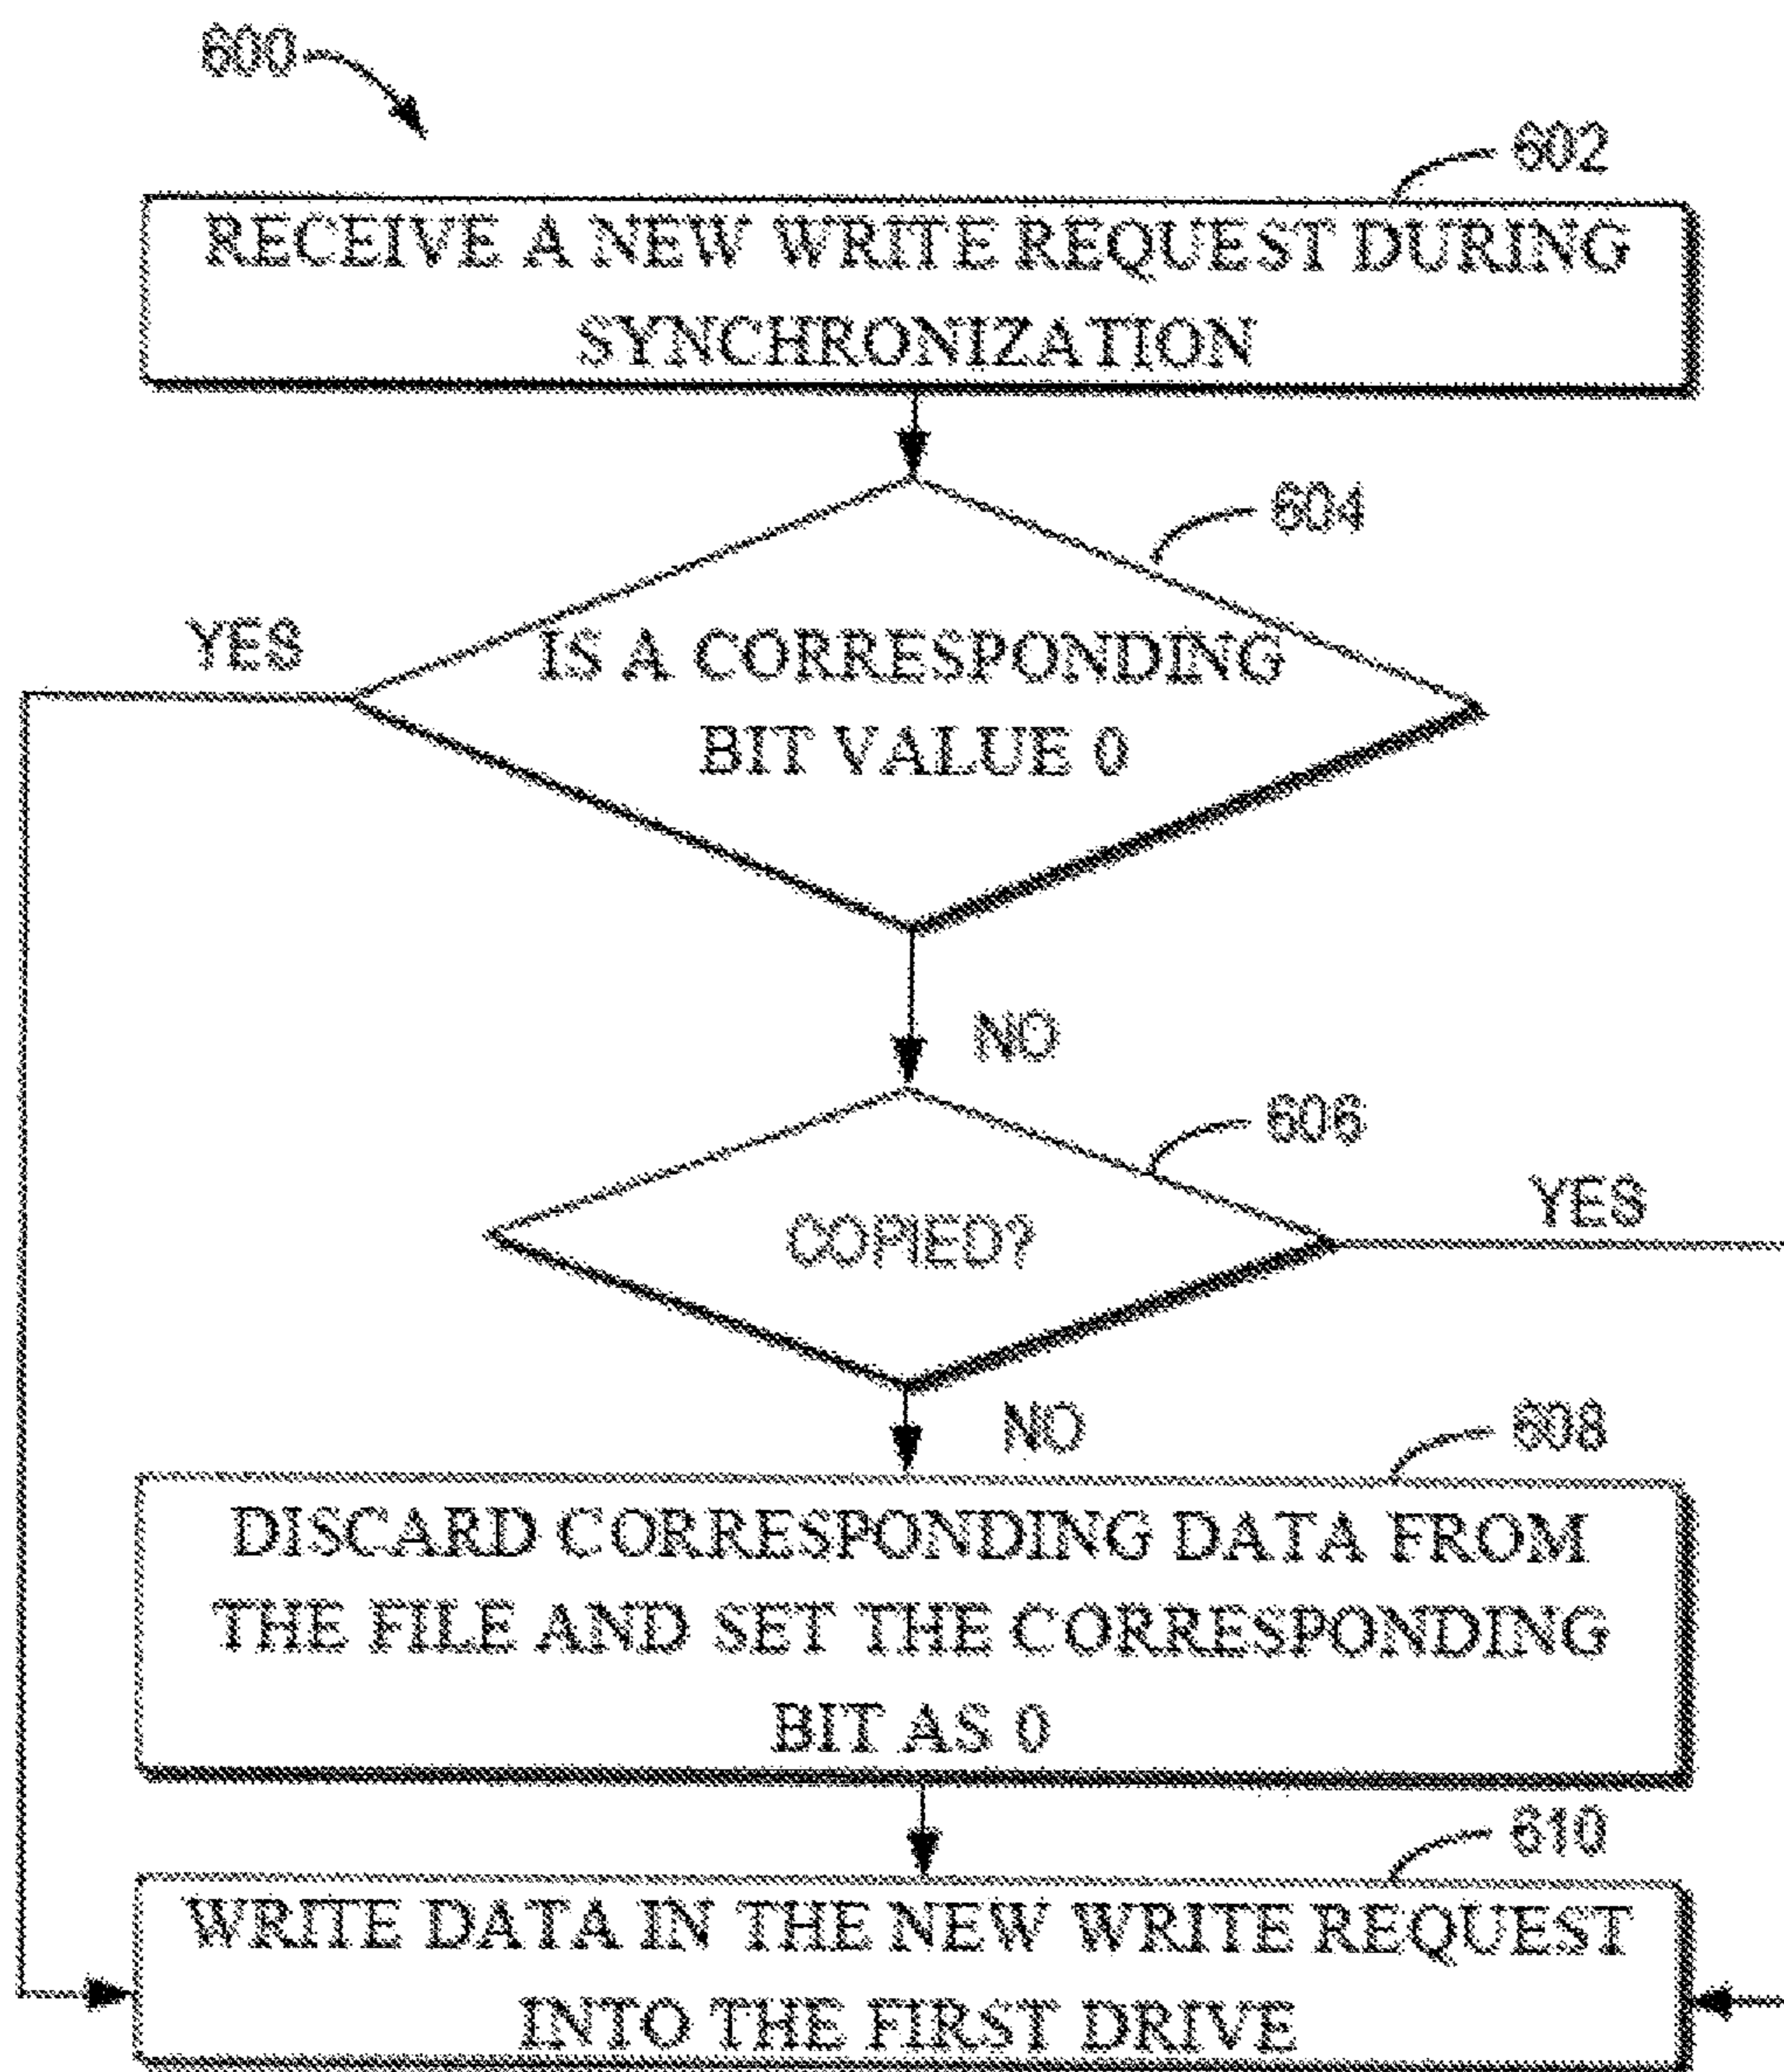 600
602
RECEIVE A NEW WRITE REQUEST DURING
SYNCHRONIZATION
604
YES
IS A CORRESPONDING
BIT VALUE 0
NO
606
YES
COPIED?
NO
608
DISCARD CORRESPONDING DATA FROM
THE FILE AND SET THE CORRESPONDING
BIT AS 0
610
WRITE DATA IN THE NEW WRITE REQUEST
INTO THE FIRST DRIVE